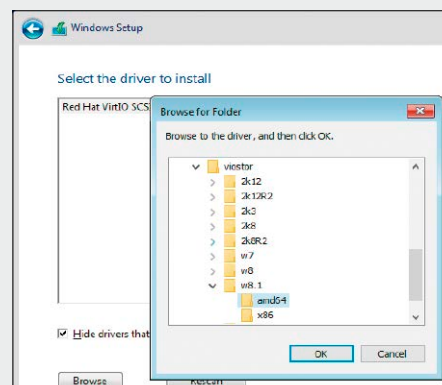 Windows Setup
Select the driver to install
Red Hat VirtIO SCS
Browse for Folder
Browse to the driver, and then click OK.
viostor
2k12
2k12R2
2k3
2k8
2k8R2
w7
w8
w8.1
amd64
x86
Hide drivers that
OK
Cancel
Browse
Rescan